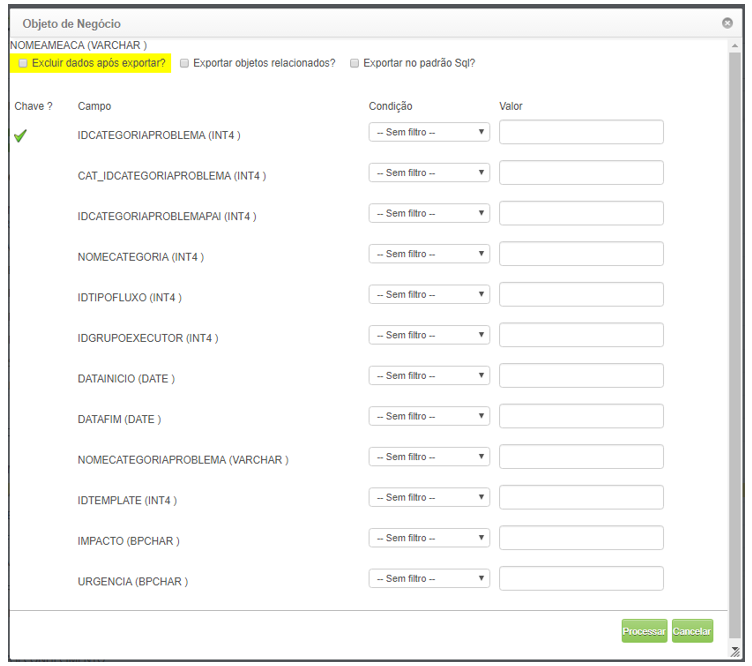 Objeto de Negócio
NOMEAMEACA (VARCHAR )
Excluir dados após exportar? Exportar objetos relacionados? Exportar no padrão Sql?
Chave ? Campo Condição Valor
IDCATEGORIAPROBLEMA (INT4 ) -- Sem filtro --
CAT_IDCATEGORIAPROBLEMA (INT4 ) -- Sem filtro --
IDCATEGORIAPROBLEMAPAI (INT4 ) -- Sem filtro --
NOMECATEGORIA (INT4 ) -- Sem filtro --
IDTIPOFLUXO (INT4 ) -- Sem filtro --
IDGRUPOEXECUTOR (INT4 ) -- Sem filtro --
DATAINICIO (DATE ) -- Sem filtro --
DATAFIM (DATE ) -- Sem filtro --
NOMECATEGORIAPROBLEMA (VARCHAR ) -- Sem filtro --
IDTEMPLATE (INT4 ) -- Sem filtro --
IMPACTO (BPCHAR ) -- Sem filtro --
URGENCIA (BPCHAR ) -- Sem filtro --
Processar Cancelar